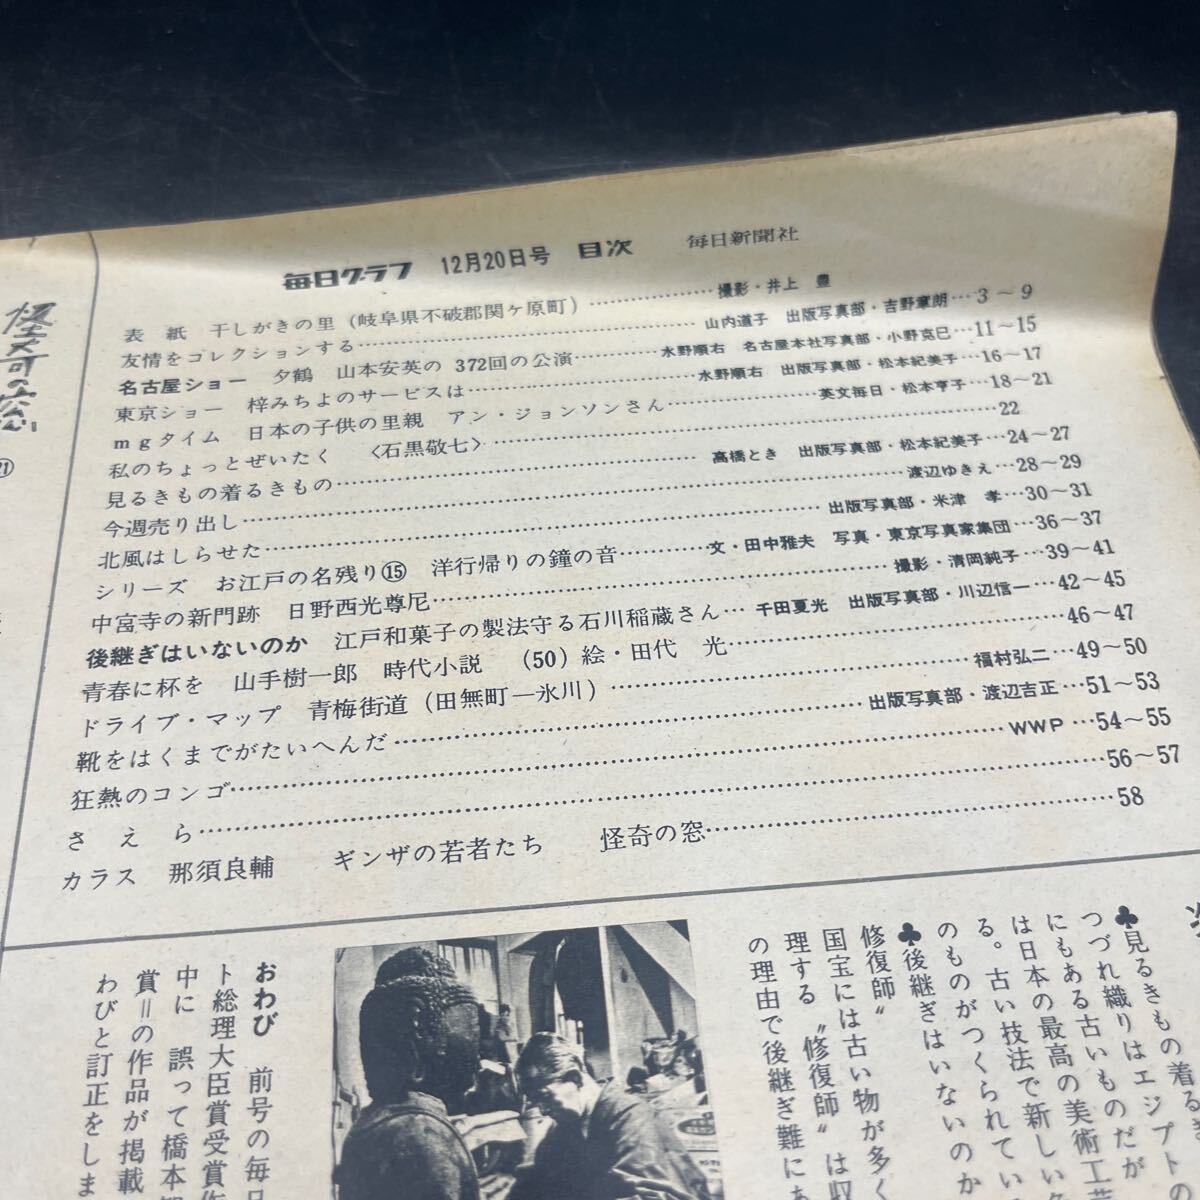 毎日グラフ 12月20日号 目次 毎日新聞社
表 紙 干しがきの里(岐阜県不破郡関ヶ原町)…………………撮影・井上 豊
友情をコレクションする……………………………山内道子 出版写真部・吉野章朗…3〜9
名古屋ショー 夕鶴 山本安英の 372回の公演…………水野順右 名古屋本社写真部・小野克巳…11〜15
東京ショー 梓みちよのサービスは……………………………水野順右 出版写真部・松本紀美子…16〜17
mgタイム 日本の子供の里親 アン・ジョンソンさん…………………英文毎日・松本亨子…18〜21
私のちょっとぜいたく 〈石黒敬七〉……………………………………………………22
見るきもの着るきもの……………………………高橋とき 出版写真部・松本紀美子…24〜27
今週売り出し……………………………………………………渡辺ゆきえ…28〜29
北風はしらせた……………………………………………出版写真部・米津 孝…30〜31
シリーズ お江戸の名残り⑮ 洋行帰りの鐘の音…………文・田中雅夫 写真・東京写真家集団…36〜37
中宮寺の新門跡 日野西光尊尼……………………………………撮影・清岡純子…39〜41
後継ぎはいないのか 江戸和菓子の製法守る石川稲蔵さん…千田夏光 出版写真部・川辺信一…42〜45
青春に杯を 山手樹一郎 時代小説 (50)絵・田代 光……………………………46〜47
ドライブ・マップ 青梅街道(田無町―氷川)………………………………福村弘二…49〜50
靴をはくまでがたいへんだ……………………………………出版写真部・渡辺吉正…51〜53
狂熱のコンゴ……………………………………………………………WWP…54〜55
さ え ら……………………………………………………………………56〜57
カラス 那須良輔 ギンザの若者たち 怪奇の窓…………………………………58
怪奇の窓
㉑
♣見るきもの着るき
つづれ織りはエジプトの
にもある古いものだが
は日本の最高の美術工芸
る。古い技法で新しい
のものがつくられてい
♣後継ぎはいないのか
修復師〟
国宝には古い物が多く
理する〝修復師〟は収
の理由で後継ぎ難にあ
おわび 前号の毎日
ト総理大臣賞受賞作
中に 誤って橋本
賞＝の作品が掲載
わびと訂正をしま